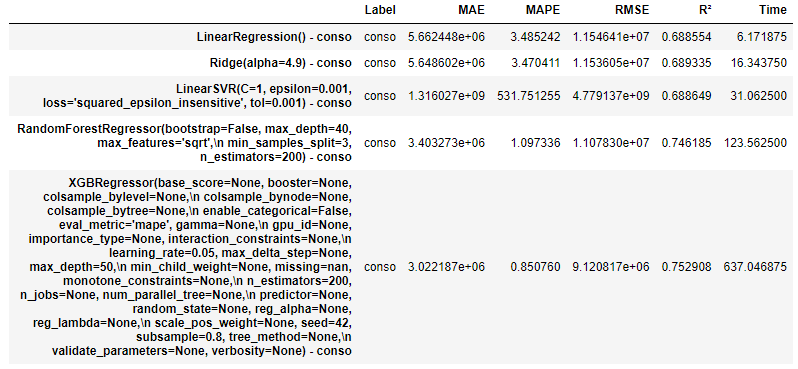 Label MAE MAPE RMSE R² Time
LinearRegression() - conso conso 5.662448e+06 3.485242 1.154641e+07 0.688554 6.171875
Ridge(alpha=4.9) - conso conso 5.648602e+06 3.470411 1.153605e+07 0.689335 16.343750
LinearSVR(C=1, epsilon=0.001,
loss='squared_epsilon_insensitive', tol=0.001) - conso conso 1.316027e+09 531.751255 4.779137e+09 0.688649 31.062500
RandomForestRegressor(bootstrap=False, max_depth=40,
max_features='sqrt',\n min_samples_split=3, conso 3.403273e+06 1.097336 1.107830e+07 0.746185 123.562500
n_estimators=200) - conso
XGBRegressor(base_score=None, booster=None,
colsample_bylevel=None,\n colsample_bynode=None,
colsample_bytree=None,\n enable_categorical=False,
eval_metric='mape', gamma=None,\n gpu_id=None,
importance_type=None, interaction_constraints=None,\n
learning_rate=0.05, max_delta_step=None,
max_depth=50,\n min_child_weight=None, missing=nan, conso 3.022187e+06 0.850760 9.120817e+06 0.752908 637.046875
monotone_constraints=None,\n n_estimators=200,
n_jobs=None, num_parallel_tree=None,\n predictor=None,
random_state=None, reg_alpha=None,
reg_lambda=None,\n scale_pos_weight=None, seed=42,
subsample=0.8, tree_method=None,\n
validate_parameters=None, verbosity=None) - conso